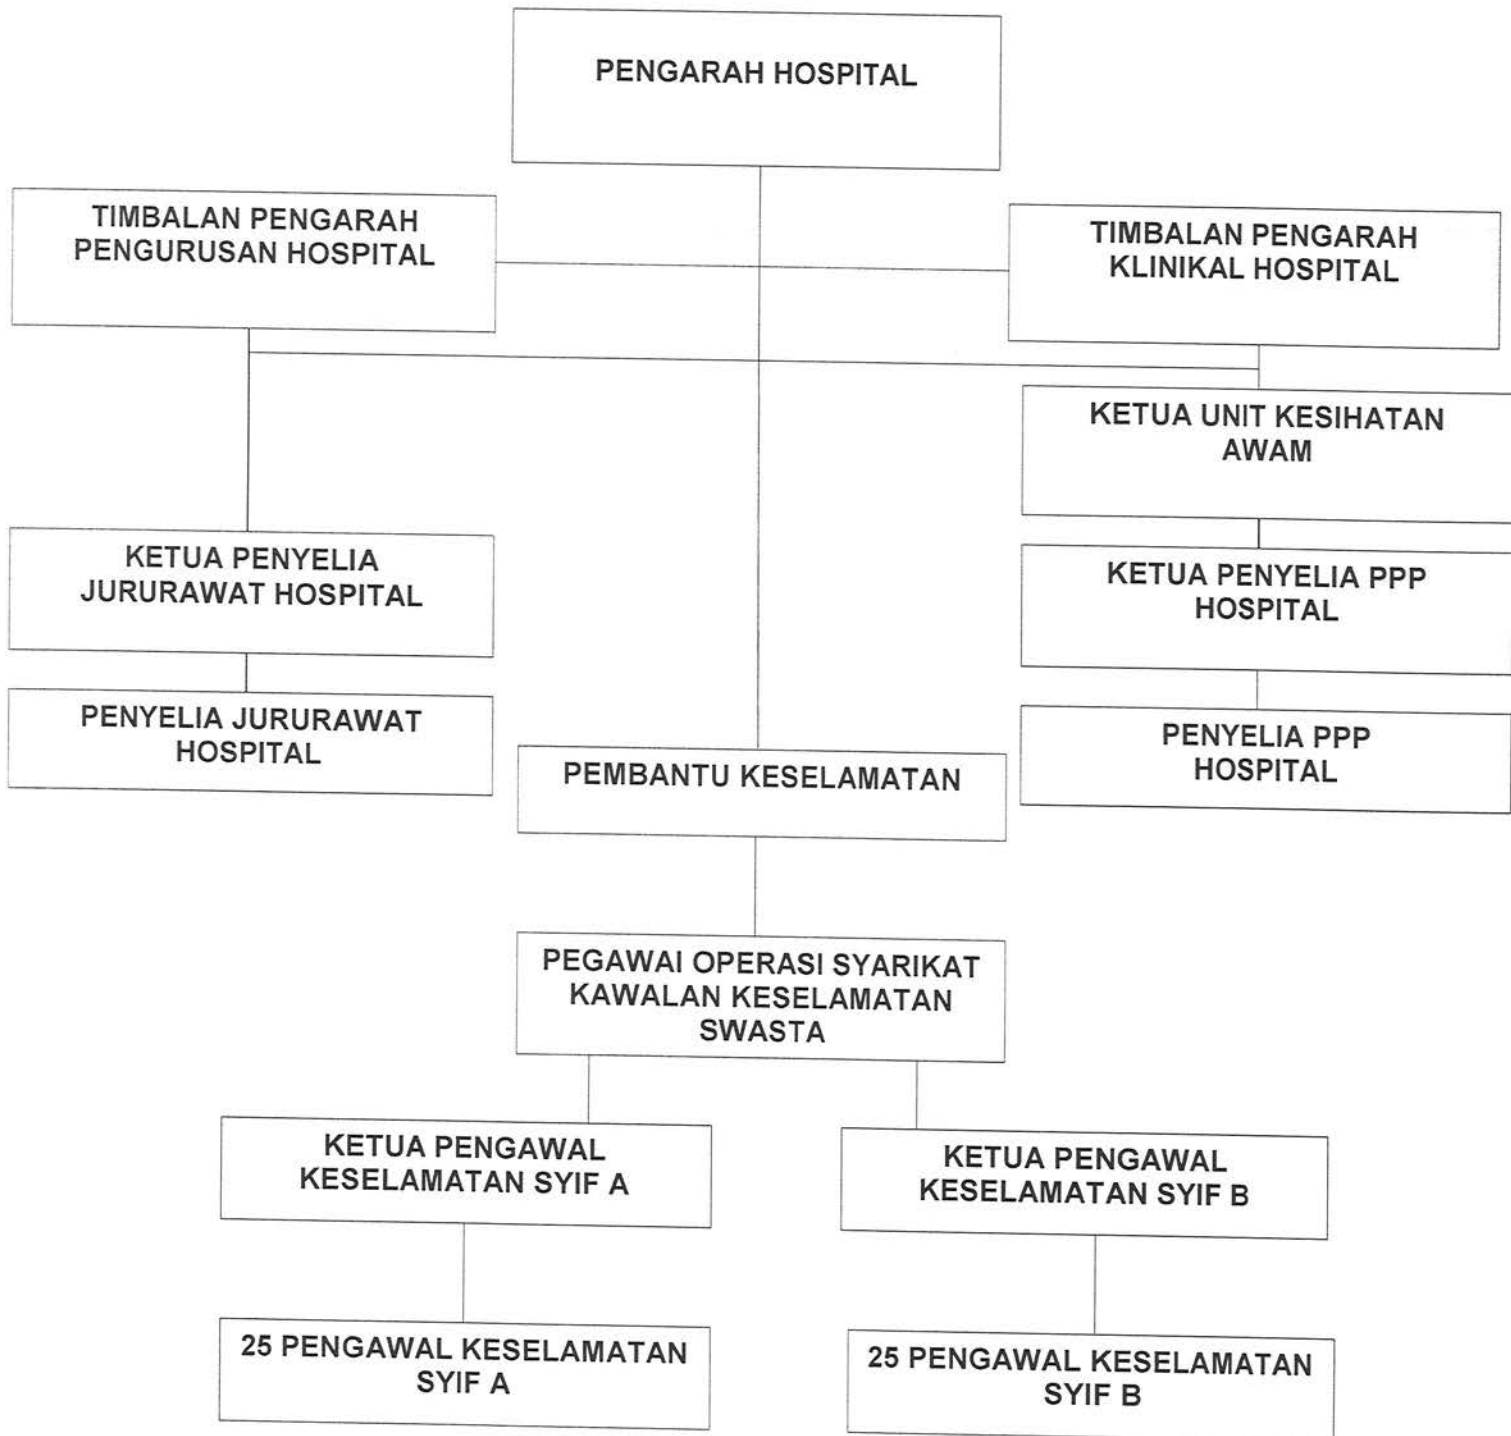 PENGARAH HOSPITAL
TIMBALAN PENGARAH
PENGURUSAN HOSPITAL
TIMBALAN PENGARAH
KLINIKAL HOSPITAL
KETUA UNIT KESIHATAN
AWAM
KETUA PENYELIA
JURURAWAT HOSPITAL
KETUA PENYELIA PPP
HOSPITAL
PENYELIA JURURAWAT
HOSPITAL
PENYELIA PPP
HOSPITAL
PEMBANTU KESELAMATAN
PEGAWAI OPERASI SYARIKAT
KAWALAN KESELAMATAN
SWASTA
KETUA PENGAWAL
KESELAMATAN SYIF A
KETUA PENGAWAL
KESELAMATAN SYIF B
25 PENGAWAL KESELAMATAN
SYIF A
25 PENGAWAL KESELAMATAN
SYIF B